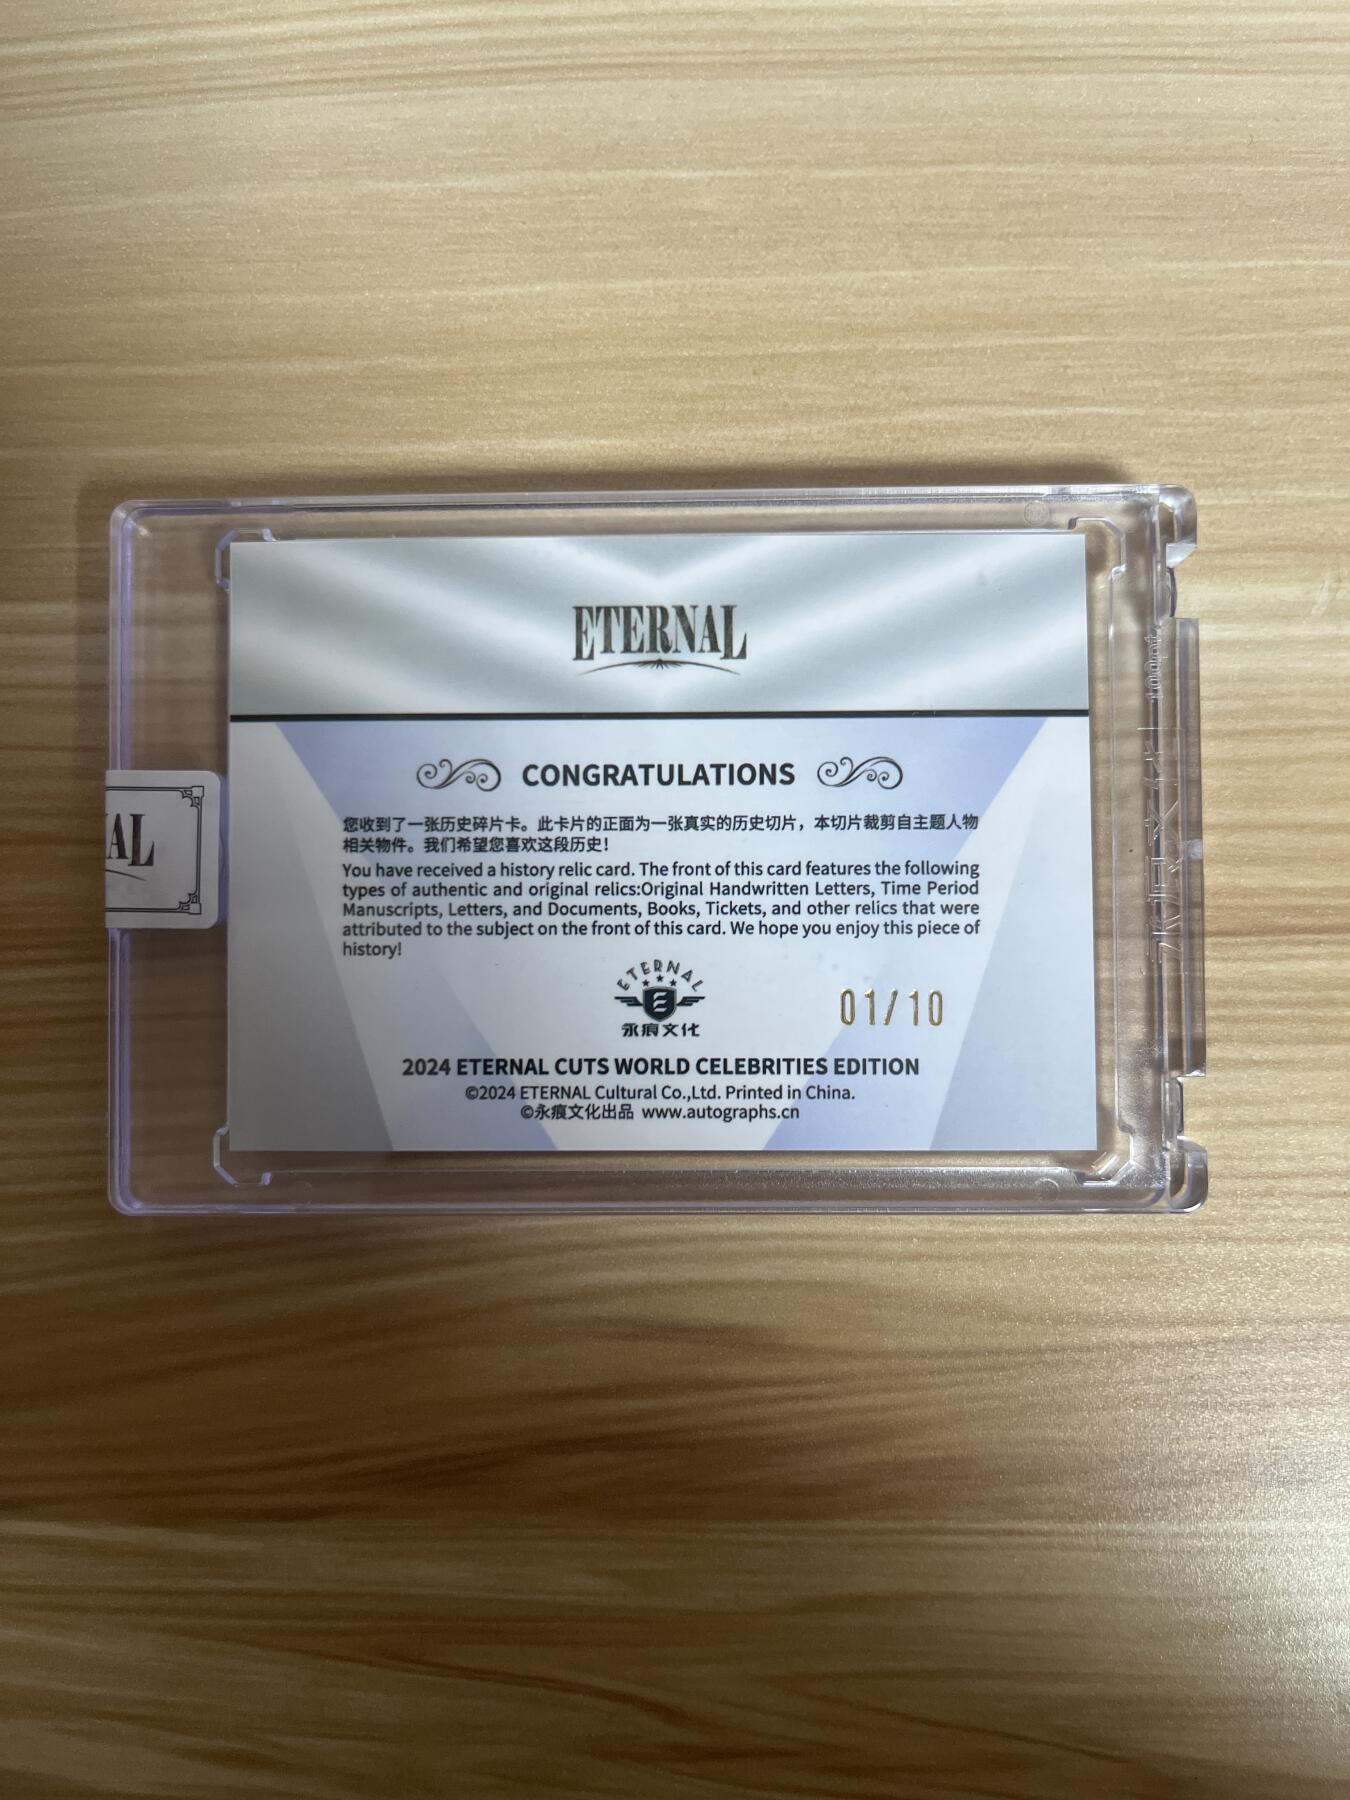 ETERNAL
CONGRATULATIONS
您收到了一张历史碎片卡。此卡片的正面为一张真实的历史切片，本切片裁剪自主题人物
相关物件。我们希望您喜欢这段历史！
You have received a history relic card. The front of this card features the following
types of authentic and original relics:Original Handwritten Letters, Time Period
Manuscripts, Letters, and Documents, Books, Tickets, and other relics that were
attributed to the subject on the front of this card. We hope you enjoy this piece of
history!
ETERNAL
永痕文化
01/10
2024 ETERNAL CUTS WORLD CELEBRITIES EDITION
©2024 ETERNAL Cultural Co.,Ltd. Printed in China.
©永痕文化出品 www.autographs.cn
AL